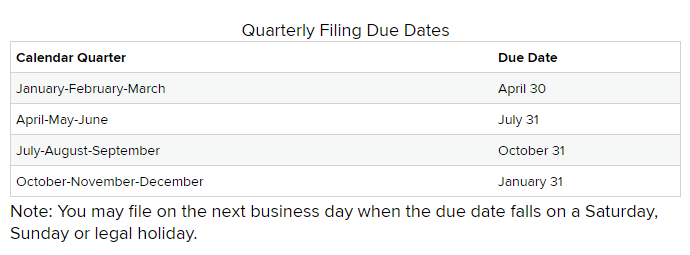 Quarterly Filing Due Dates
Calendar Quarter Due Date
January-February-March April 30
April-May-June July 31
July-August-September October 31
October-November-December January 31
Note: You may file on the next business day when the due date falls on a Saturday,
Sunday or legal holiday.